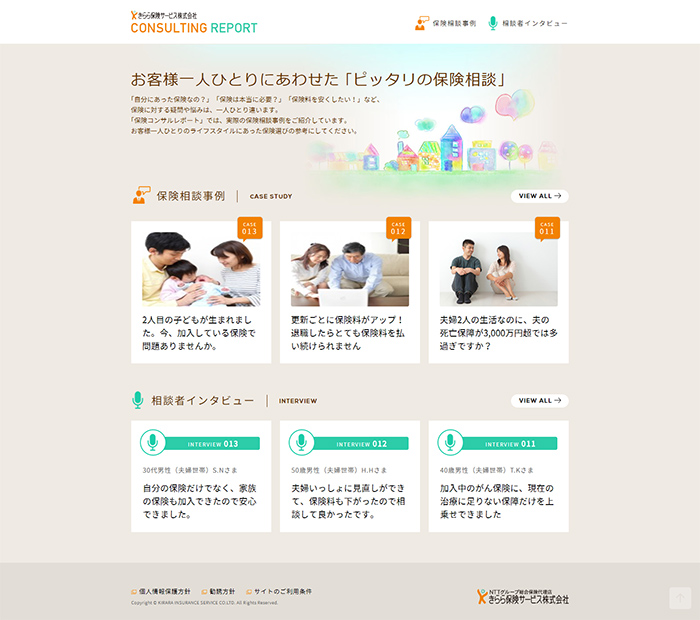 きらら保険サービス株式会社
CONSULTING REPORT
保険相談事例
相談者インタビュー
お客様一人ひとりにあわせた「ピッタリの保険相談」
「自分にあった保険なの？」「保険は本当に必要？」「保険料を安くしたい！」など、
保険に対する疑問や悩みは、一人ひとり違います。
「保険コンサルレポート」では、実際の保険相談事例をご紹介しています。
お客様一人ひとりのライフスタイルにあった保険選びの参考にしてください。
保険相談事例
CASE STUDY
VIEW ALL
CASE
013
2人目の子どもが生まれまし
た。今、加入している保険で
問題ありませんか。
CASE
012
更新ごとに保険料がアップ！
退職したらとても保険料を払
い続けられません
CASE
011
夫婦2人の生活なのに、夫の
死亡保障が3,000万円超では多
過ぎですか？
相談者インタビュー
INTERVIEW
VIEW ALL
INTERVIEW 013
30代男性（夫婦世帯）S.Nさま
自分の保険だけでなく、家族
の保険も加入できたので安心
できました。
INTERVIEW 012
50歳男性（夫婦世帯）H.Hさま
夫婦いっしょに見直しができ
て、保険料も下がったので相
談して良かったです。
INTERVIEW 011
40歳男性（夫婦世帯）T.Kさま
加入中のがん保険に、現在の
治療に足りない保障だけを上
乗せできました
個人情報保護方針
勧誘方針
サイトのご利用条件
Copyright © KIRARA INSURANCE SERVICE CO.LTD. All Rights Reserved.
NTTグループ総合保険代理店
きらら保険サービス株式会社